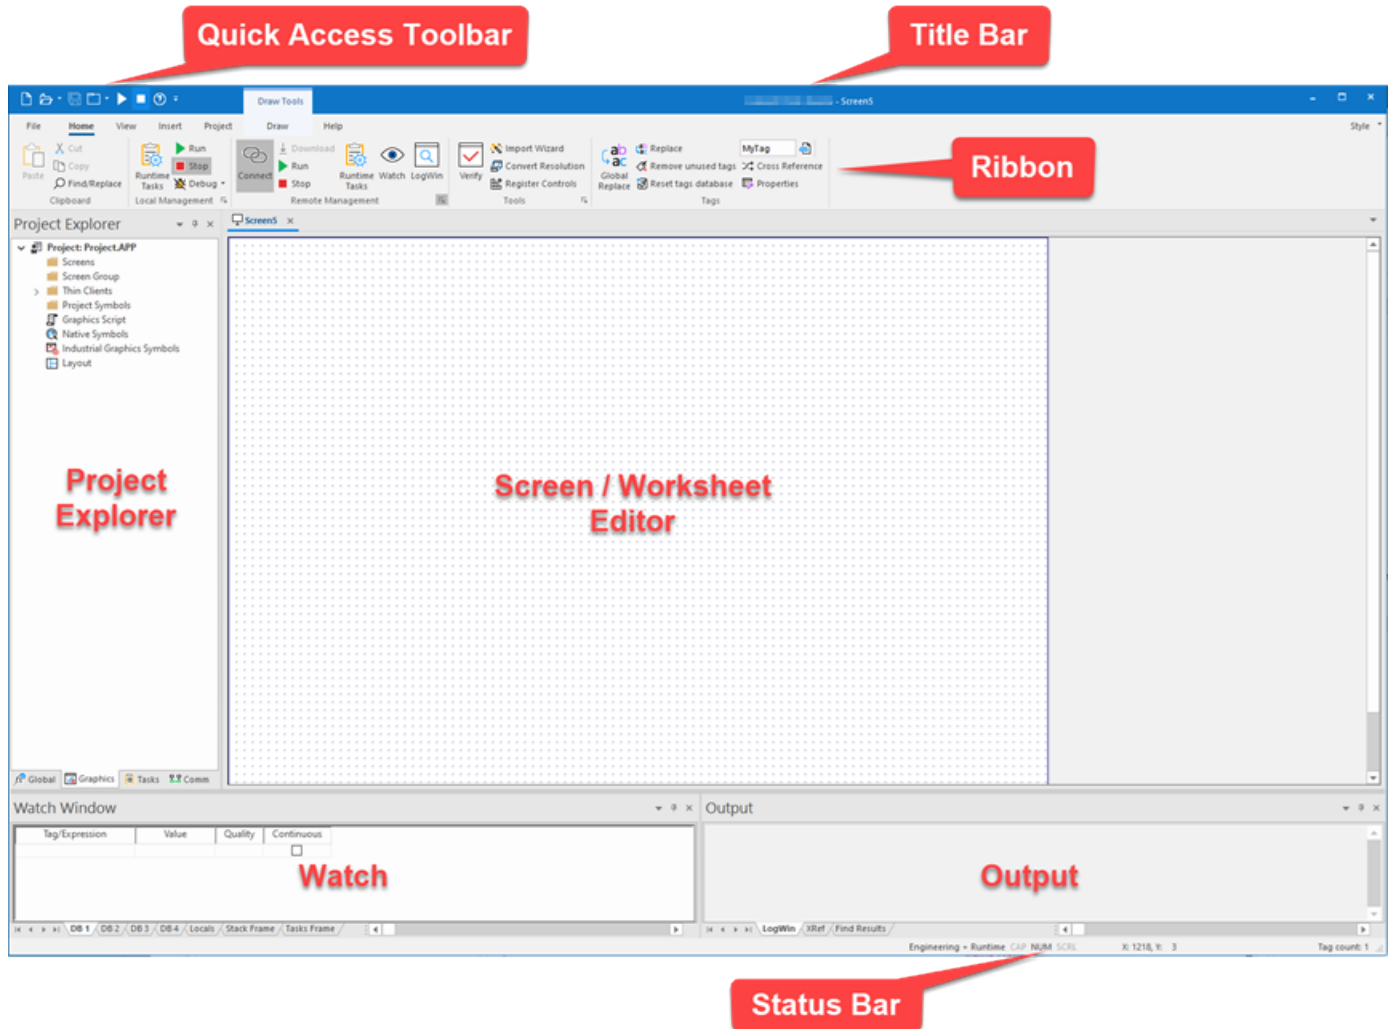 Quick Access Toolbar
Title Bar
Draw Tools
- Screen5
File Home View Insert Project Draw Help Style
Paste
Cut
Copy
Find/Replace
Clipboard
Runtime Tasks
Run
Stop
Debug
Local Management
Connect
Download
Run
Stop
Runtime Tasks
Watch
LogWin
Remote Management
Verify
Import Wizard
Convert Resolution
Register Controls
Tools
ab
ac
Global Replace
Replace
Remove unused tags
Reset tags database
MyTag
Cross Reference
Properties
Tags
Ribbon
Project Explorer
Screen5
Project: Project.APP
Screens
Screen Group
Thin Clients
Project Symbols
Graphics Script
Native Symbols
Industrial Graphics Symbols
Layout
Project
Explorer
Screen / Worksheet
Editor
Global Graphics Tasks Comm
Watch Window
Tag/Expression Value Quality Continuous
Watch
DB 1 DB 2 DB 3 DB 4 Locals Stack Frame Tasks Frame
Output
Output
LogWin XRef Find Results
Engineering + Runtime CAP NUM SCRL X: 1218, Y: 3 Tag count: 1
Status Bar